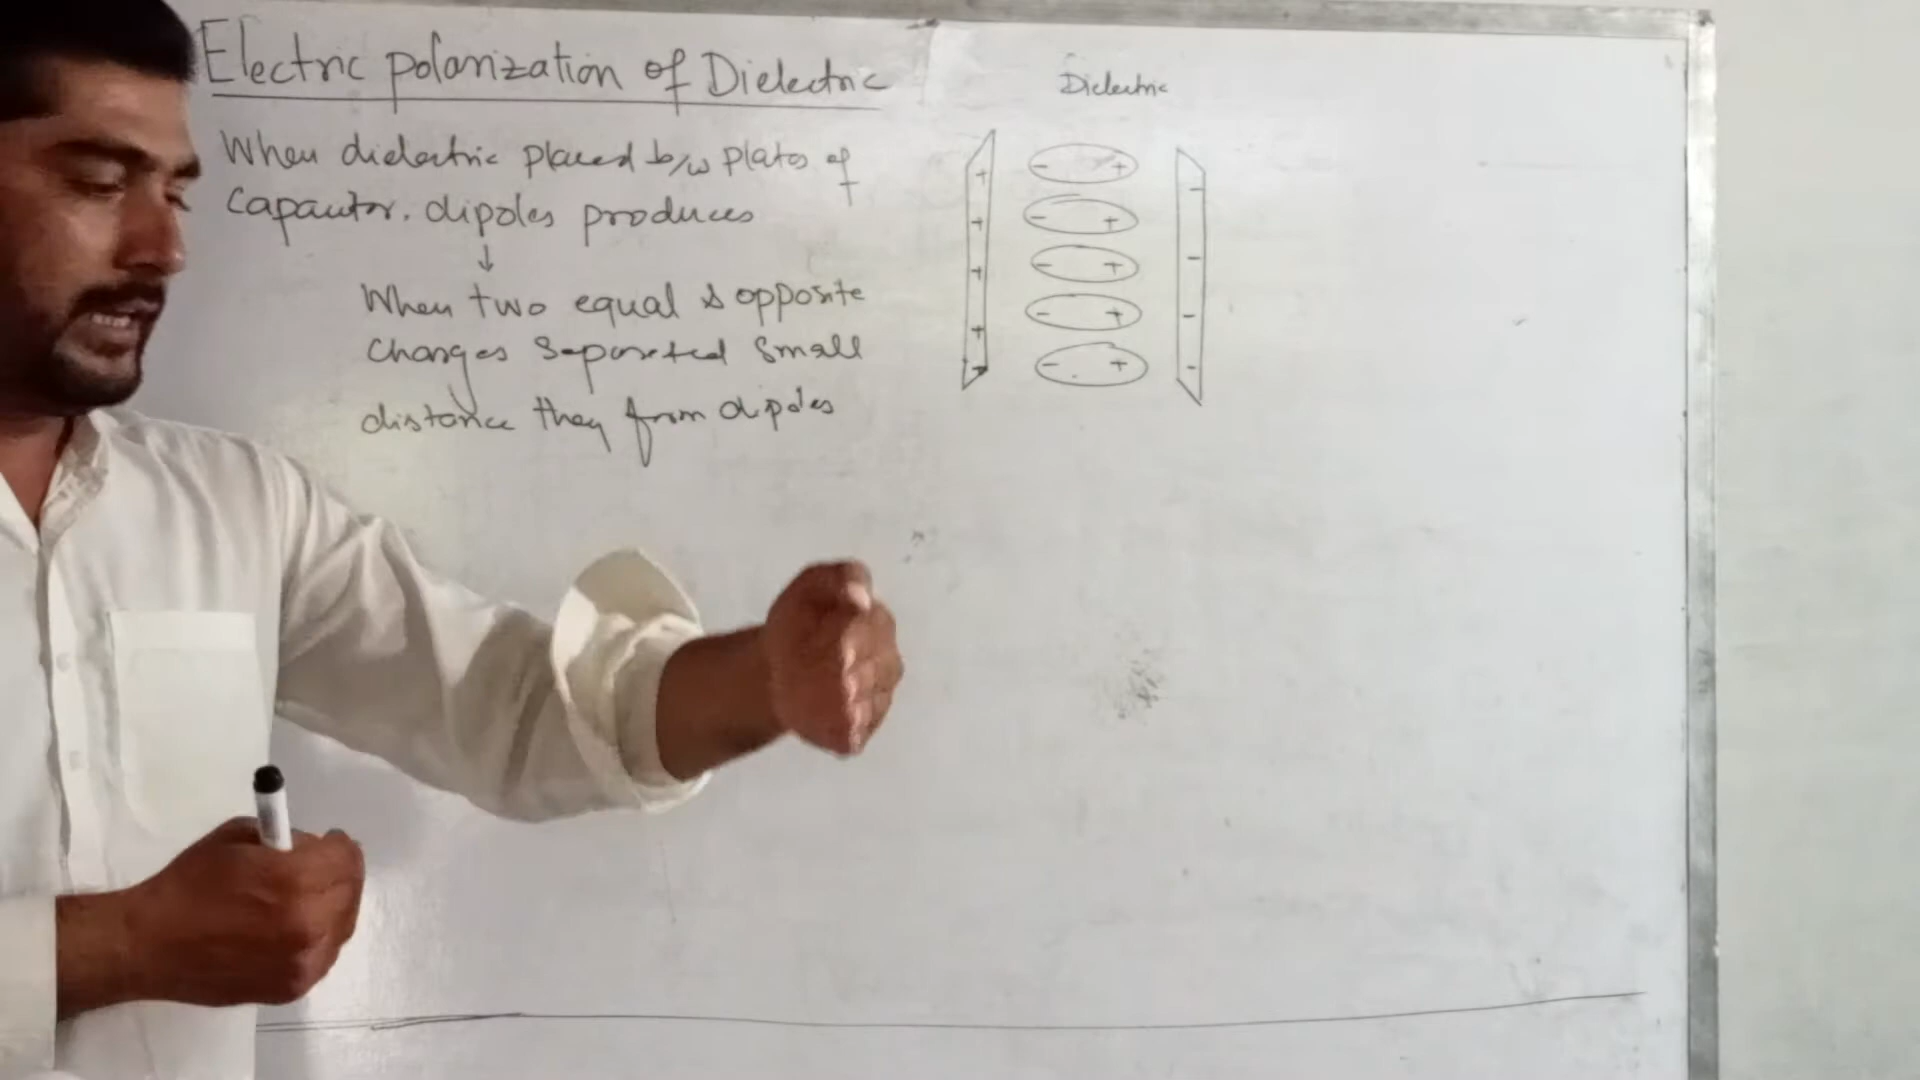 Electric polarization of Dielectric
When dielectric placed b/w plates of
Capacitor. dipoles produces
↓
When two equal & opposite
Charges Separeted Small
distance they from dipoles
Dielectric
+ - + -
+ - + -
+ - + -
+ - + -
+ - +